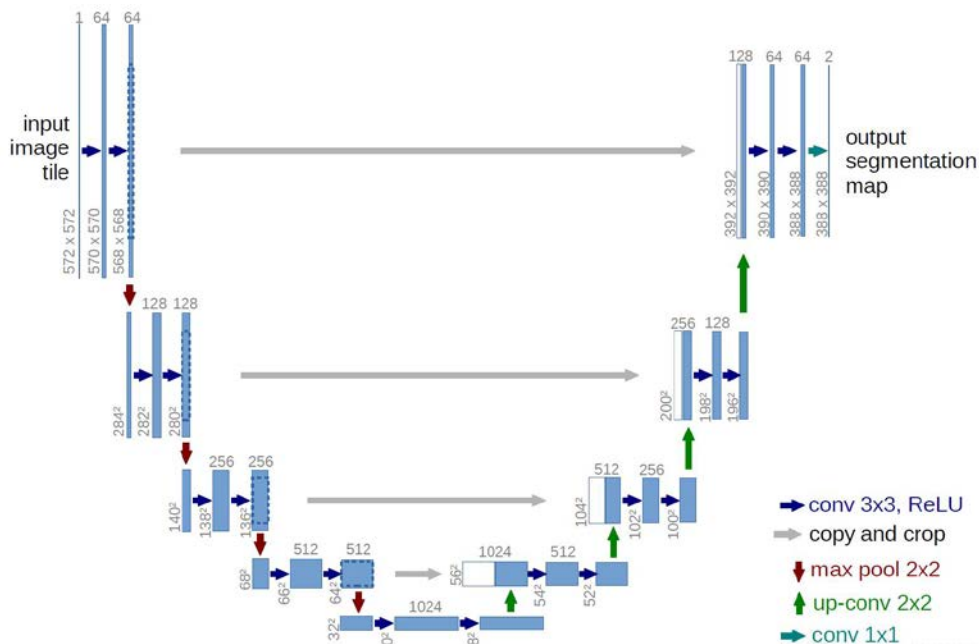 1 64 64
128 64 64 2
input
image
tile
output
segmentation
map
572 x 572
570 x 570
568 x 568
392 x 392
390 x 390
388 x 388
388 x 388
128 128
256 128
284²
282²
280²
200²
198²
196²
256 256
512 256
140²
138²
136²
104²
102²
100²
512 512
1024 512
68²
66²
64²
56²
54²
52²
1024
32²
conv 3x3, ReLU
copy and crop
max pool 2x2
up-conv 2x2
conv 1x1